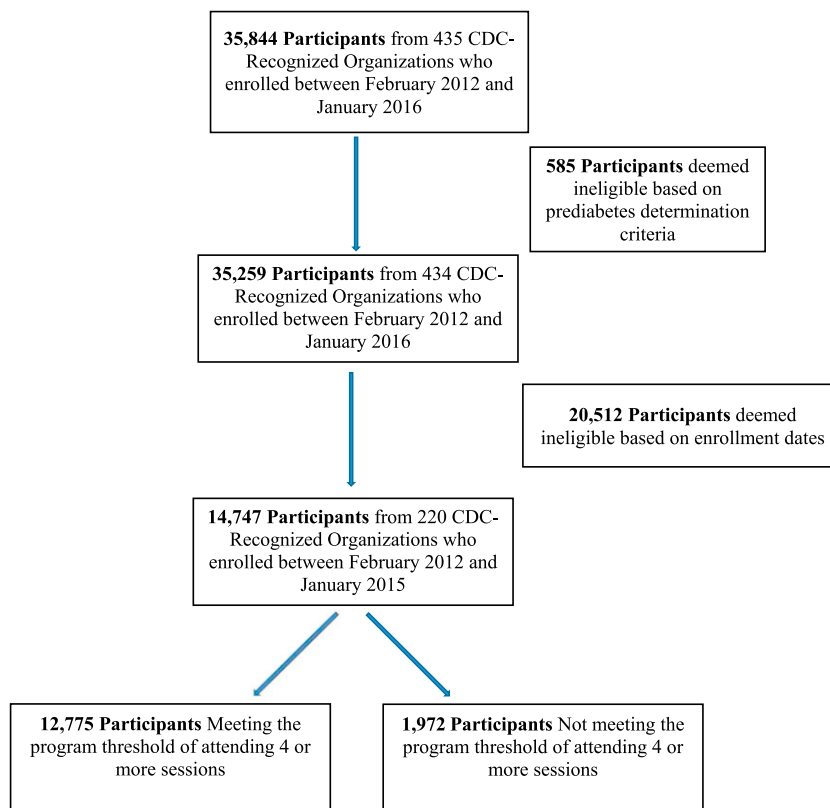 35,844 Participants from 435 CDC-
Recognized Organizations who
enrolled between February 2012 and
January 2016
585 Participants deemed
ineligible based on
prediabetes determination
criteria
35,259 Participants from 434 CDC-
Recognized Organizations who
enrolled between February 2012 and
January 2016
20,512 Participants deemed
ineligible based on enrollment dates
14,747 Participants from 220 CDC-
Recognized Organizations who
enrolled between February 2012 and
January 2015
12,775 Participants Meeting the
program threshold of attending 4 or
more sessions
1,972 Participants Not meeting the
program threshold of attending 4 or
more sessions